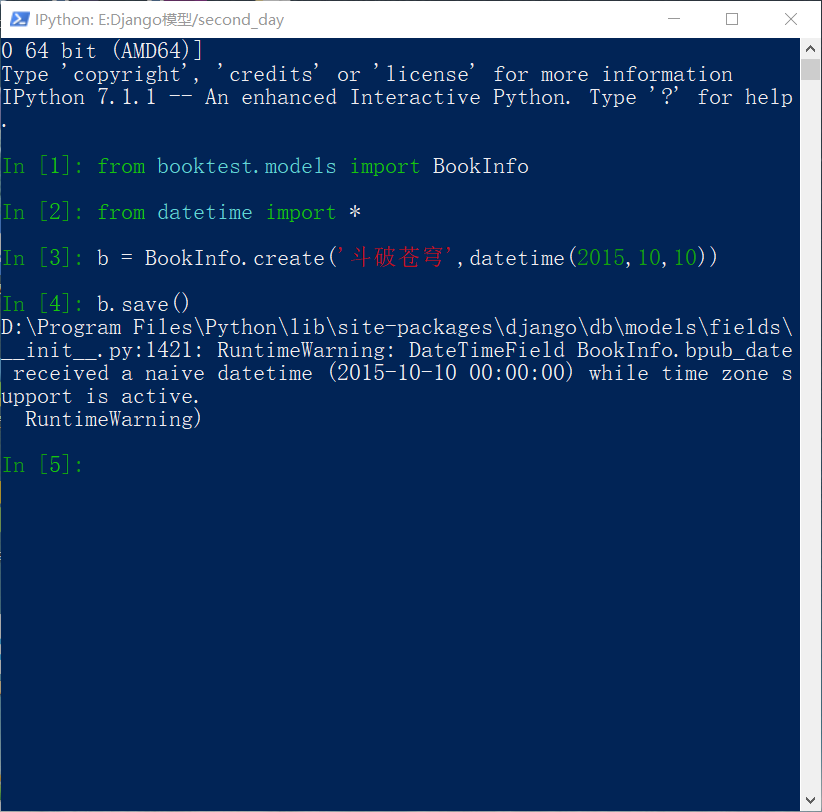 IPython: E:Django模型/second_day
0 64 bit (AMD64)]
Type 'copyright', 'credits' or 'license' for more information
IPython 7.1.1 -- An enhanced Interactive Python. Type '?' for help
.
In [1]: from booktest.models import BookInfo
In [2]: from datetime import *
In [3]: b = BookInfo.create('斗破苍穹',datetime(2015,10,10))
In [4]: b.save()
D:\Program Files\Python\lib\site-packages\django\db\models\fields\
__init__.py:1421: RuntimeWarning: DateTimeField BookInfo.bpub_date
 received a naive datetime (2015-10-10 00:00:00) while time zone s
upport is active.
  RuntimeWarning)
In [5]: